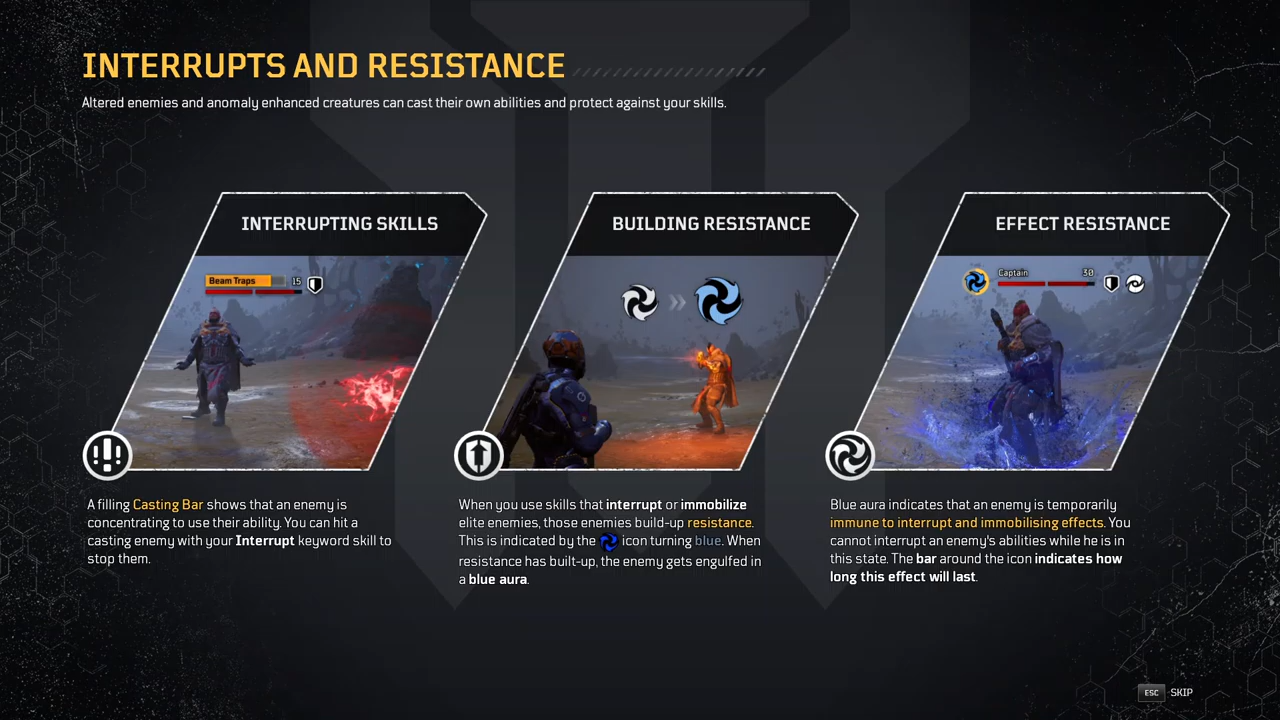 INTERRUPTS AND RESISTANCE
Altered enemies and anomaly enhanced creatures can cast their own abilities and protect against your skills.
INTERRUPTING SKILLS
Beam Traps 15
A filling Casting Bar shows that an enemy is
concentrating to use their ability. You can hit a
casting enemy with your Interrupt keyword skill to
stop them.
BUILDING RESISTANCE
When you use skills that interrupt or immobilize
elite enemies, those enemies build-up resistance.
This is indicated by the icon turning blue. When
resistance has built-up, the enemy gets engulfed in
a blue aura.
EFFECT RESISTANCE
Captain 30
Blue aura indicates that an enemy is temporarily
immune to interrupt and immobilising effects. You
cannot interrupt an enemy's abilities while he is in
this state. The bar around the icon indicates how
long this effect will last.
ESC SKIP